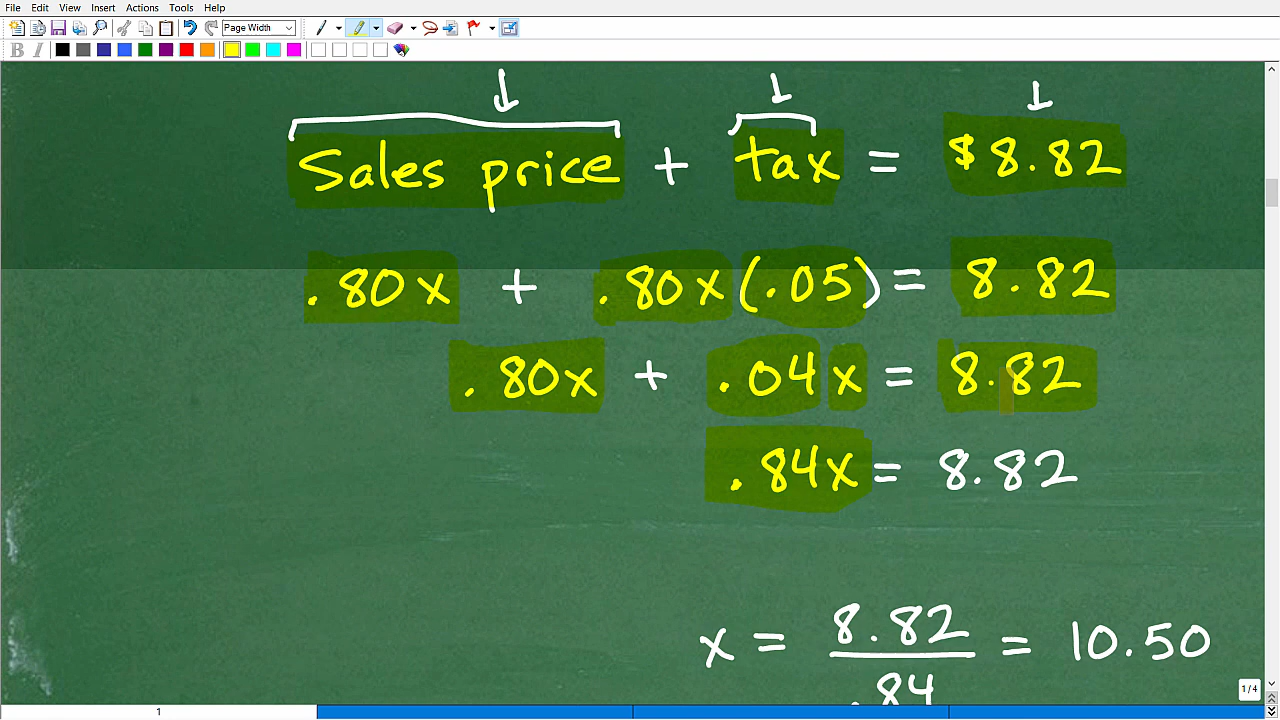 File Edit View Insert Actions Tools Help
Page Width
B I
Sales price + tax = $8.82
.80x + .80x(.05) = 8.82
.80x + .04x = 8.82
.84x = 8.82
x = 8.82 / .84 = 10.50
1/4
1